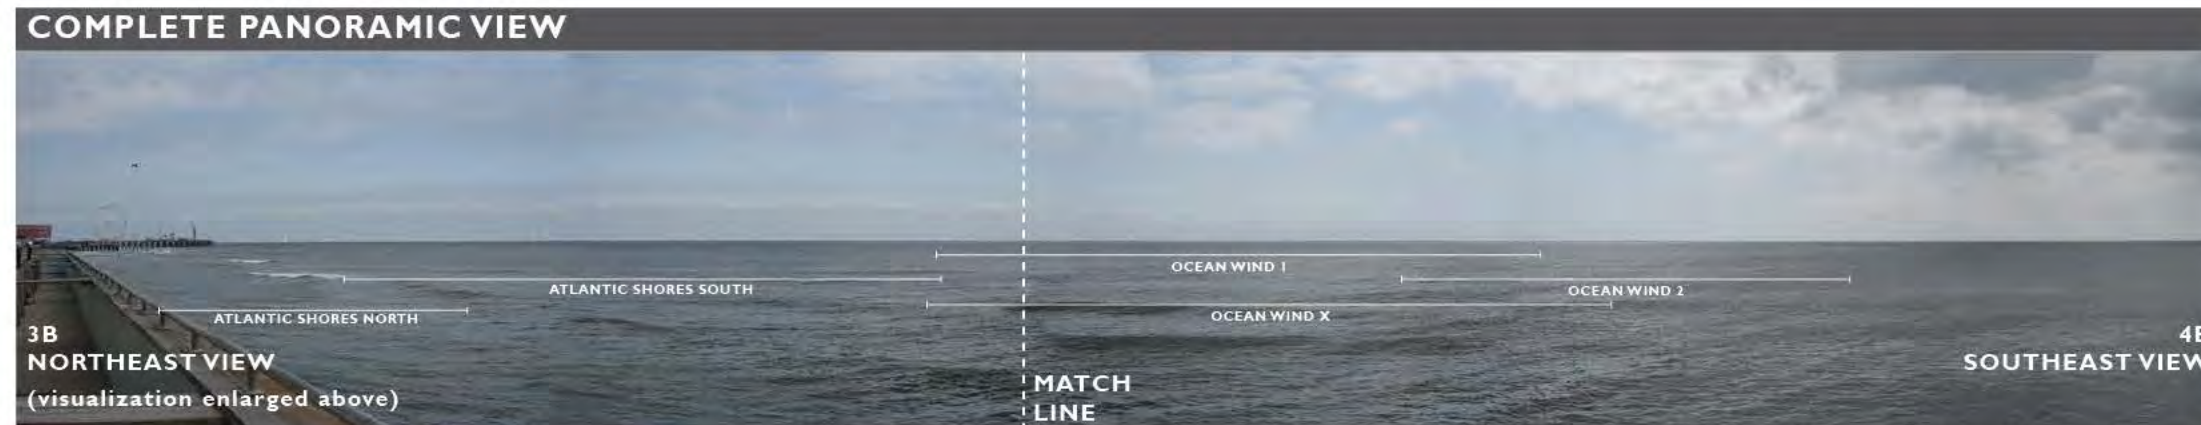 COMPLETE PANORAMIC VIEW
OCEAN WIND 1
ATLANTIC SHORES SOUTH
OCEAN WIND 2
ATLANTIC SHORES NORTH
OCEAN WIND X
3B
NORTHEAST VIEW
(visualization enlarged above)
MATCH
LINE
SOUTHEAST VIEW